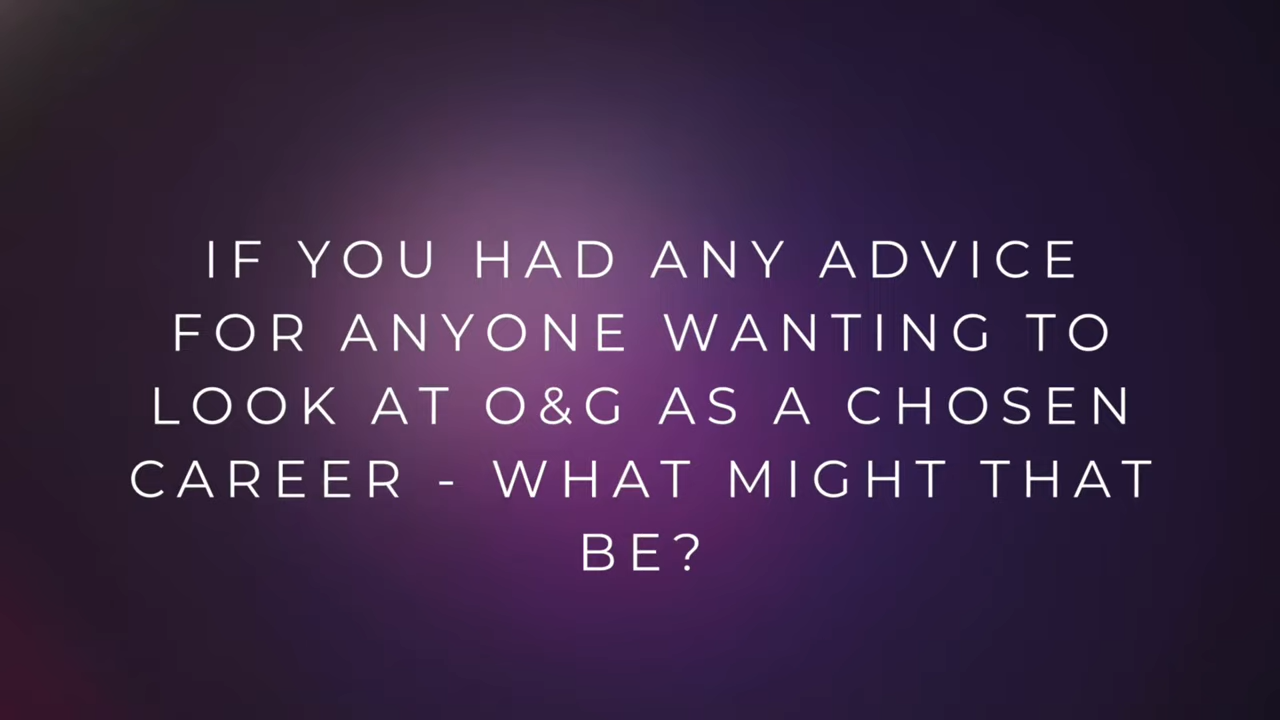 IF YOU HAD ANY ADVICE
FOR ANYONE WANTING TO
LOOK AT O&G AS A CHOSEN
CAREER - WHAT MIGHT THAT
BE?